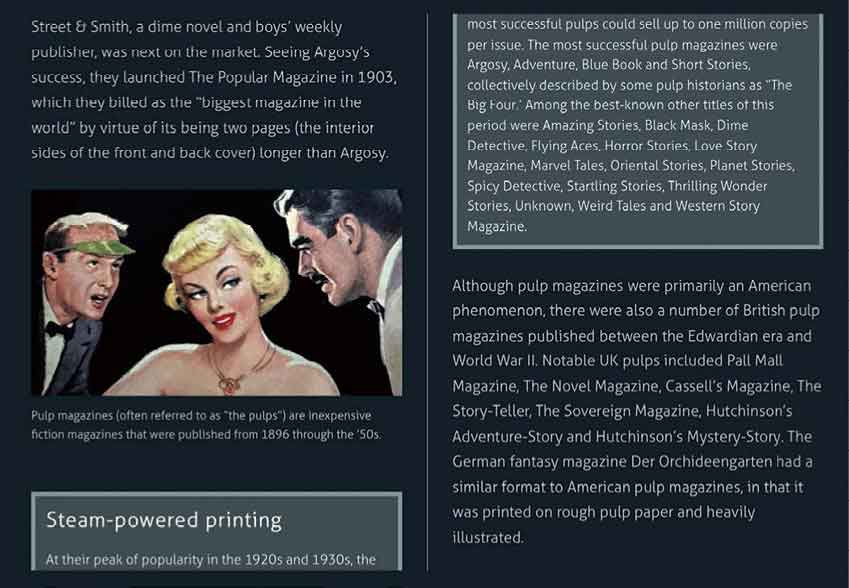 Street & Smith, a dime novel and boys’ weekly
publisher, was next on the market. Seeing Argosy’s
success, they launched The Popular Magazine in 1903,
which they billed as the “biggest magazine in the
world” by virtue of its being two pages (the interior
sides of the front and back cover) longer than Argosy.
Pulp magazines (often referred to as “the pulps”) are inexpensive
fiction magazines that were published from 1896 through the ‘50s.
Steam-powered printing
At their peak of popularity in the 1920s and 1930s, the
most successful pulps could sell up to one million copies
per issue. The most successful pulp magazines were
Argosy, Adventure, Blue Book and Short Stories,
collectively described by some pulp historians as “The
Big Four.’ Among the best-known other titles of this
period were Amazing Stories, Black Mask, Dime
Detective, Flying Aces, Horror Stories, Love Story
Magazine, Marvel Tales, Oriental Stories, Planet Stories,
Spicy Detective, Startling Stories, Thrilling Wonder
Stories, Unknown, Weird Tales and Western Story
Magazine.
Although pulp magazines were primarily an American
phenomenon, there were also a number of British pulp
magazines published between the Edwardian era and
World War II. Notable UK pulps included Pall Mall
Magazine, The Novel Magazine, Cassell’s Magazine, The
Story-Teller, The Sovereign Magazine, Hutchinson’s
Adventure-Story and Hutchinson’s Mystery-Story. The
German fantasy magazine Der Orchideengarten had a
similar format to American pulp magazines, in that it
was printed on rough pulp paper and heavily
illustrated.